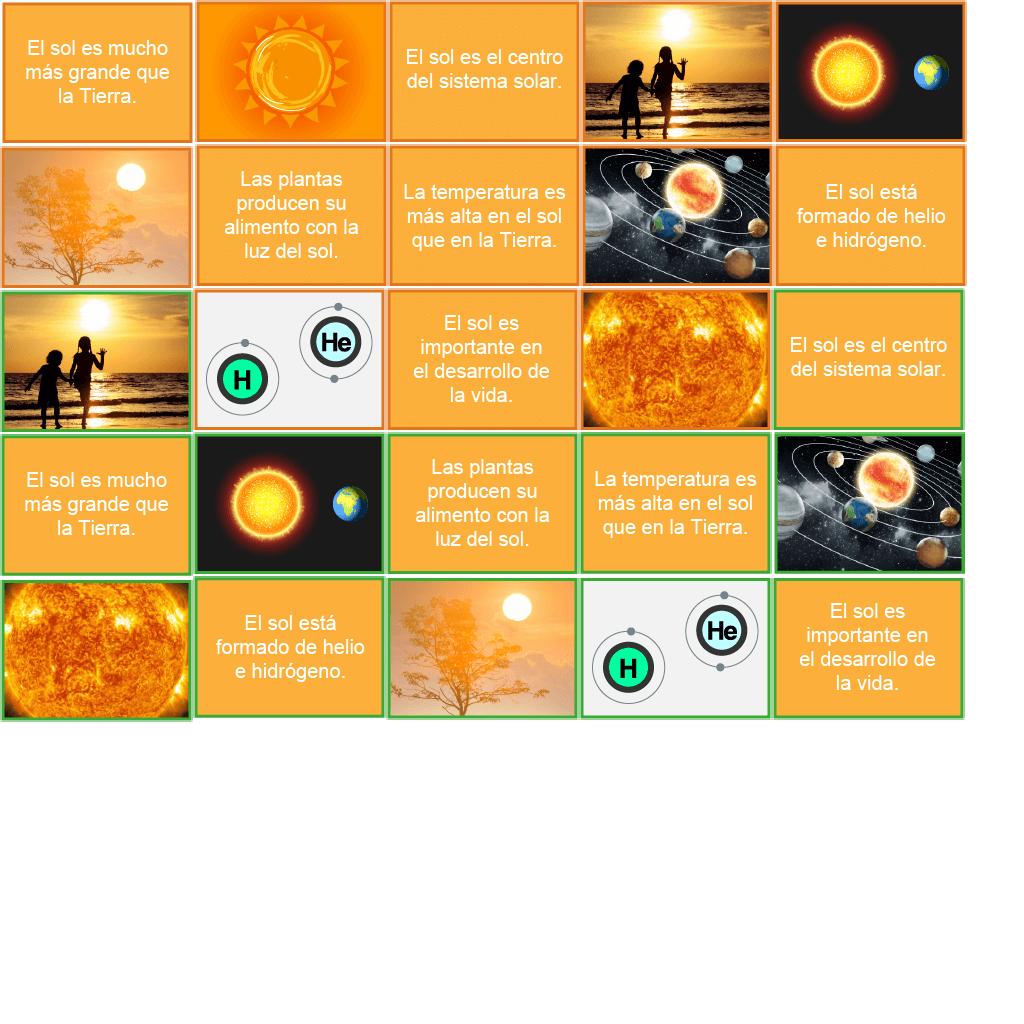 El sol es mucho
más grande que
la Tierra.
El sol es el centro
del sistema solar.
Las plantas
producen su
alimento con la
luz del sol.
La temperatura es
más alta en el sol
que en la Tierra.
El sol está
formado de helio
e hidrógeno.
H
He
El sol es
importante en
el desarrollo de
la vida.
El sol es el centro
del sistema solar.
El sol es mucho
más grande que
la Tierra.
Las plantas
producen su
alimento con la
luz del sol.
La temperatura es
más alta en el sol
que en la Tierra.
El sol está
formado de helio
e hidrógeno.
H
He
El sol es
importante en
el desarrollo de
la vida.